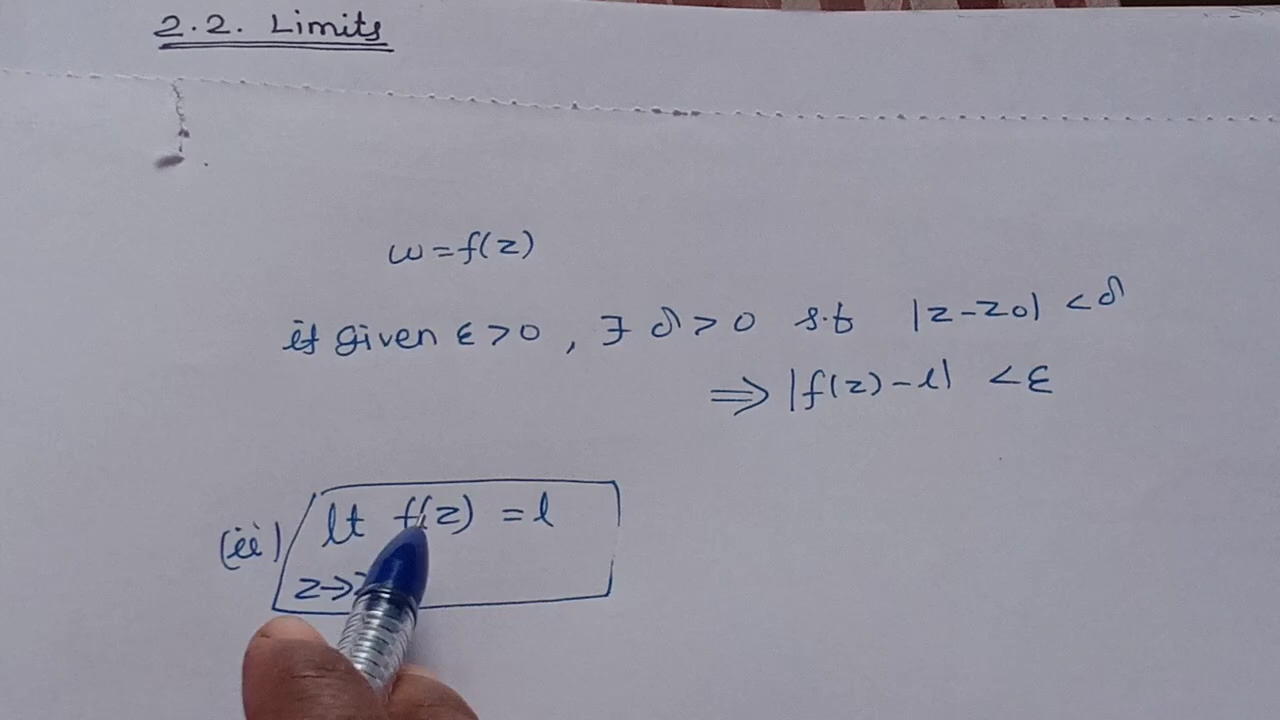 2.2. Limits
w=f(z)
if given ε>0, ∃ δ>0 s.t |z-z0| <δ
⇒ |f(z)-l| <ε
(ii) lt f(z) = l
z→